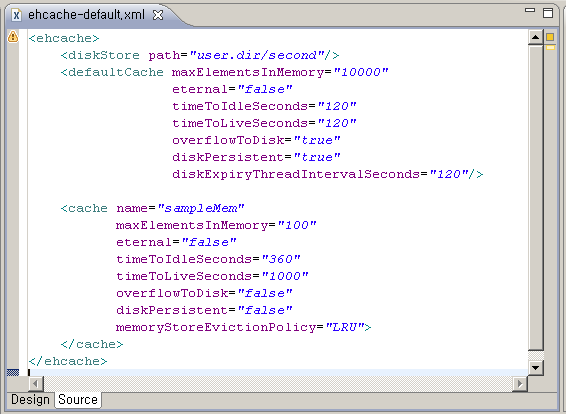 ehcache-default.xml
<ehcache>
    <diskStore path="user.dir/second"/>
    <defaultCache maxElementsInMemory="10000"
                  eternal="false"
                  timeToIdleSeconds="120"
                  timeToLiveSeconds="120"
                  overflowToDisk="true"
                  diskPersistent="true"
                  diskExpiryThreadIntervalSeconds="120"/>

    <cache name="sampleMem"
           maxElementsInMemory="100"
           eternal="false"
           timeToIdleSeconds="360"
           timeToLiveSeconds="1000"
           overflowToDisk="false"
           diskPersistent="false"
           memoryStoreEvictionPolicy="LRU">
    </cache>
</ehcache>
Design Source